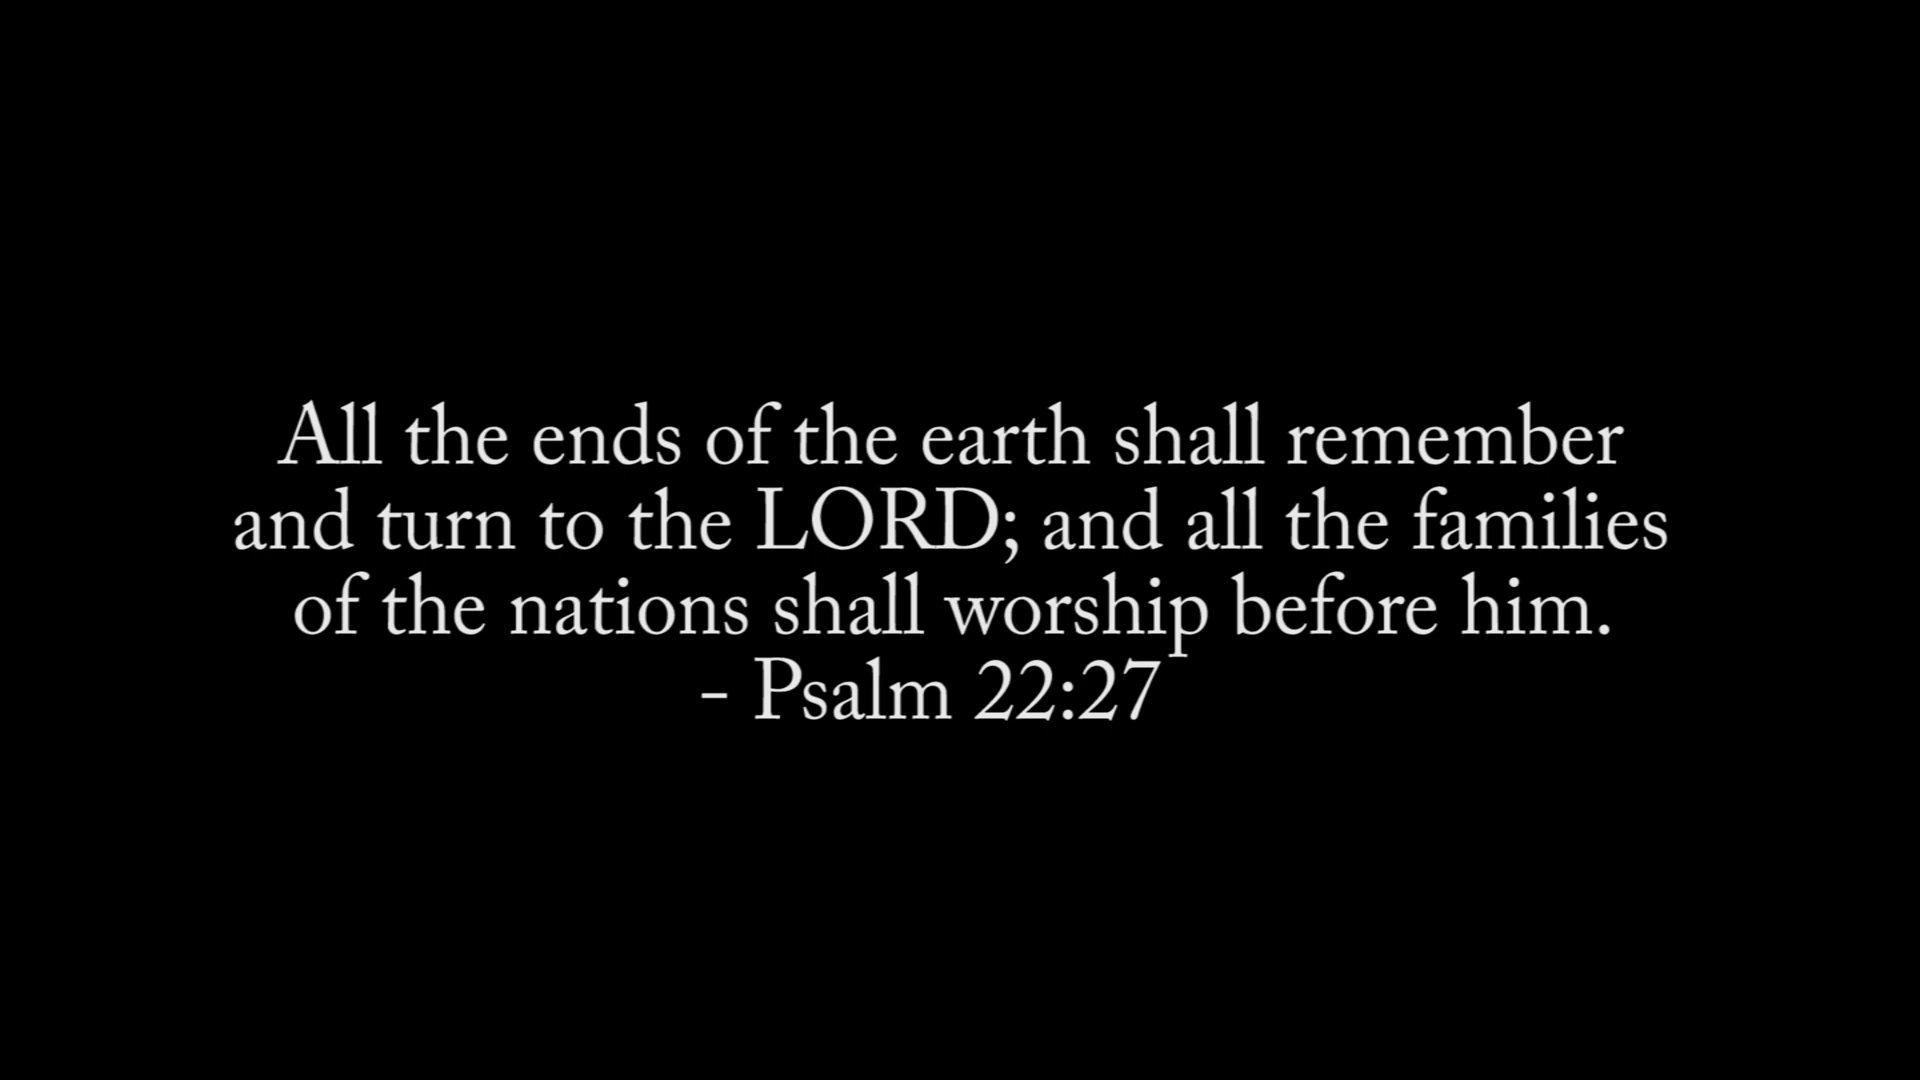 All the ends of the earth shall remember
and turn to the LORD; and all the families
of the nations shall worship before him.
- Psalm 22:27